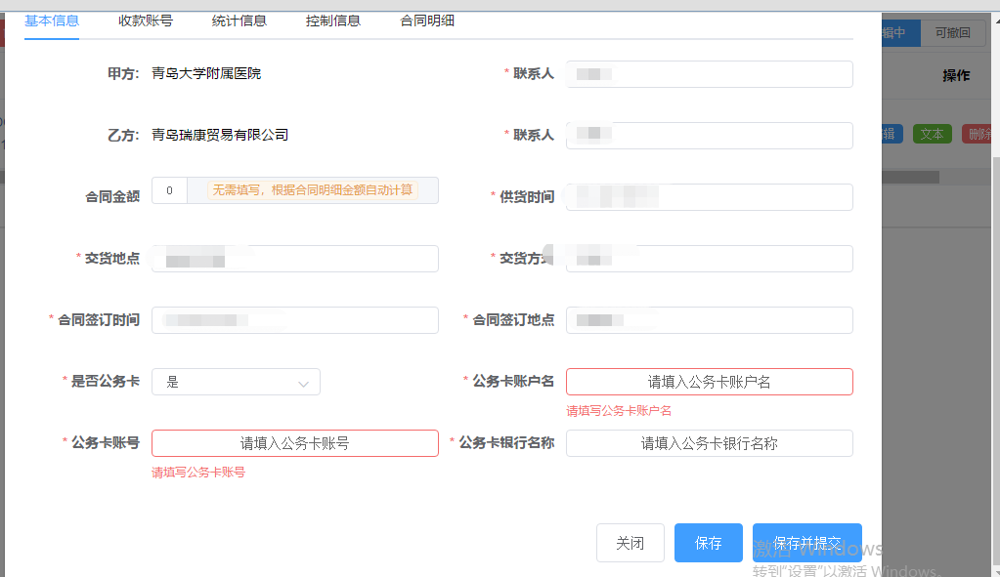 基本信息 收款账号 统计信息 控制信息 合同明细
辑中 可撤回
甲方: 青岛大学附属医院 * 联系人
操作
乙方: 青岛瑞康贸易有限公司 * 联系人
辑 文本 删除
合同金额 0 无需填写，根据合同明细金额自动计算 * 供货时间
* 交货地点 * 交货方式
* 合同签订时间 * 合同签订地点
* 是否公务卡 是 * 公务卡账户名 请填入公务卡账户名
请填写公务卡账户名
* 公务卡账号 请填入公务卡账号 * 公务卡银行名称 请填入公务卡银行名称
请填写公务卡账号
关闭 保存 保存并提交
激活 Windows
转到"设置"以激活 Windows。